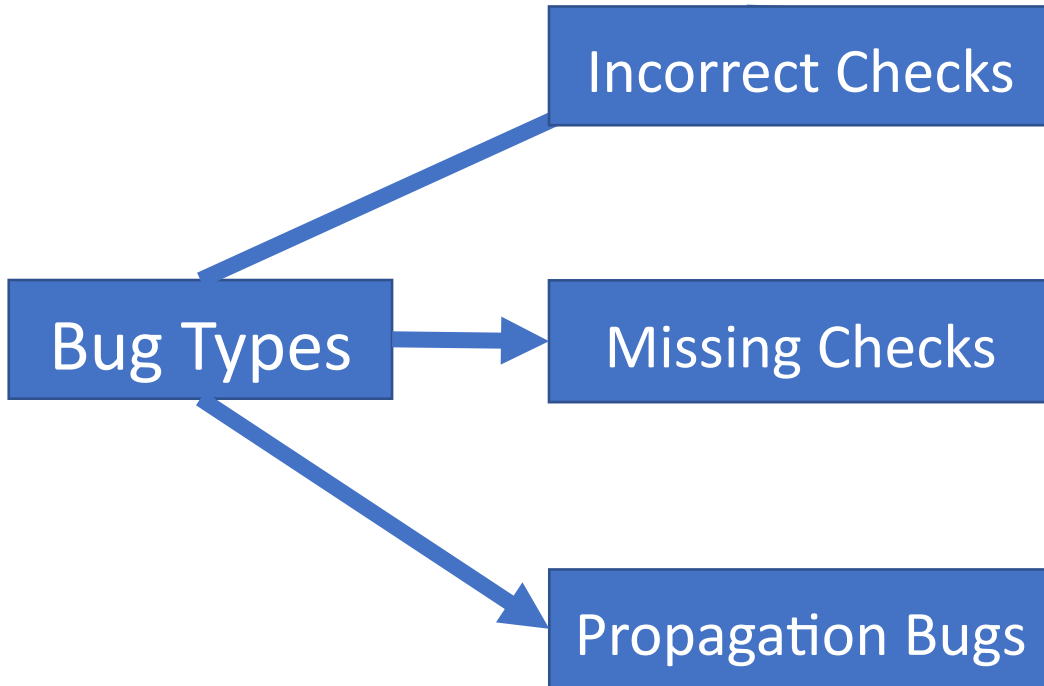 Incorrect Checks
Bug Types
Missing Checks
Propagation Bugs